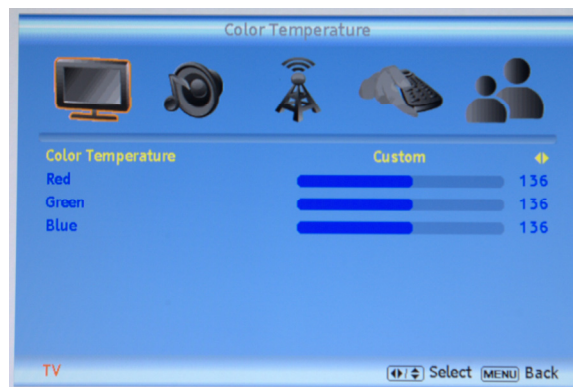 Color Temperature
Color Temperature Custom
Red 136
Green 136
Blue 136
TV Select MENU Back